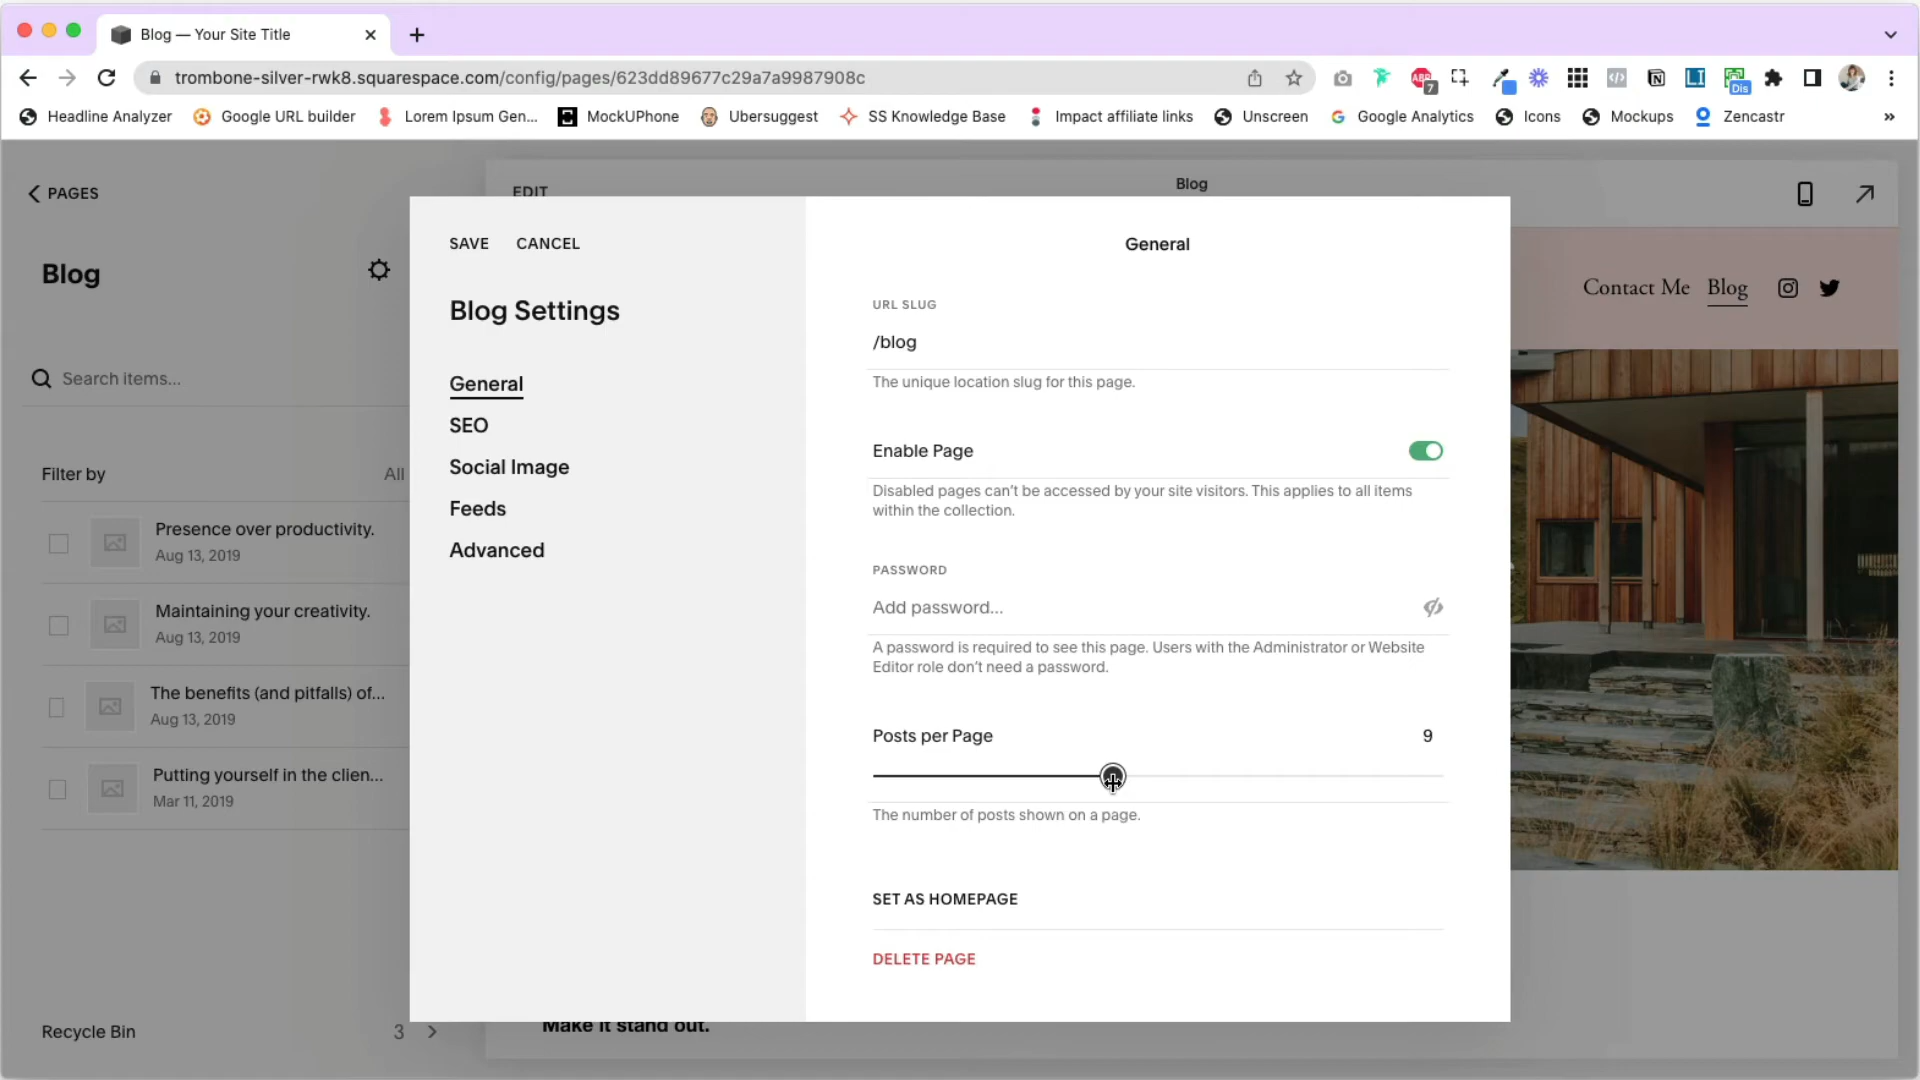 Blog — Your Site Title
trombone-silver-rwk8.squarespace.com/config/pages/623dd89677c29a7a9987908c
ABP
7
</>
LI
Dis
Headline Analyzer
Google URL builder
Lorem Ipsum Gen...
MockUPhone
Ubersuggest
SS Knowledge Base
Impact affiliate links
Unscreen
Google Analytics
Icons
Mockups
Zencastr
»
PAGES
EDIT
Blog
Blog
Search items...
Filter by
All
Presence over productivity.
Aug 13, 2019
Maintaining your creativity.
Aug 13, 2019
The benefits (and pitfalls) of...
Aug 13, 2019
Putting yourself in the clien...
Mar 11, 2019
Recycle Bin
3
SAVE CANCEL
Blog Settings
General
SEO
Social Image
Feeds
Advanced
General
URL SLUG
/blog
The unique location slug for this page.
Enable Page
Disabled pages can't be accessed by your site visitors. This applies to all items
within the collection.
PASSWORD
Add password...
A password is required to see this page. Users with the Administrator or Website
Editor role don't need a password.
Posts per Page
9
The number of posts shown on a page.
SET AS HOMEPAGE
DELETE PAGE
Contact Me Blog
Make it stand out.